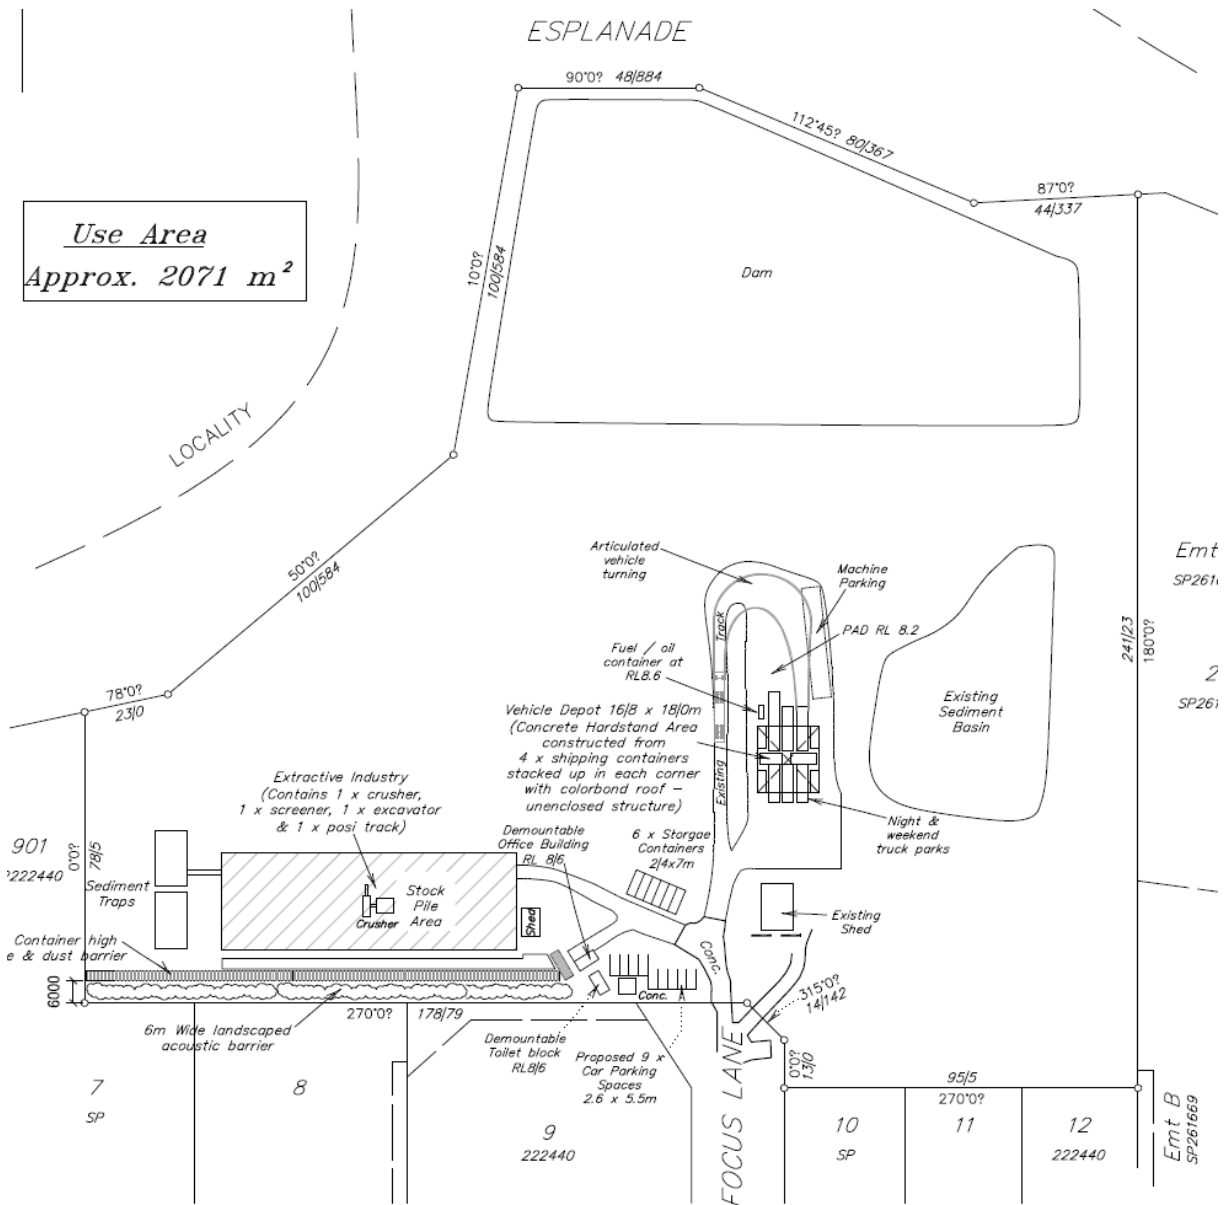 ESPLANADE
90°0? 48/884
112°45? 80/367
87°0?
44/337
Use Area
Approx. 2071 m²
10°0?
100/584
Dam
LOCALITY
50°0?
100/584
Articulated
vehicle
turning
Machine
Parking
Track
PAD RL 8.2
Fuel / oil
container at
RL8.6
Emt
SP261
241/23
180°0?
2
SP261
78°0?
23/0
Vehicle Depot 16/8 x 18/0m
(Concrete Hardstand Area
constructed from
4 x shipping containers
stacked up in each corner
with colorbond roof –
unenclosed structure)
Existing
Existing
Sediment
Basin
Extractive Industry
(Contains 1 x crusher,
1 x screener, 1 x excavator
& 1 x posi track)
Night &
weekend
truck parks
Demountable
Office Building
RL 8/6
6 x Storgae
Containers
2/4x7m
901
222440
0°0?
78/5
Sediment
Traps
Stock
Pile
Area
Crusher
Shed
Existing
Shed
Container high
e & dust barrier
Conc.
Conc.
6000
315°0?
14/142
270°0? 178/79
6m Wide landscaped
acoustic barrier
Demountable
Toilet block
RL8/6
Proposed 9 x
Car Parking
Spaces
2.6 x 5.5m
FOCUS LANE
0°0?
13/0
95/5
270°0?
7
SP
8
9
222440
10
SP
11
12
222440
Emt B
SP261669